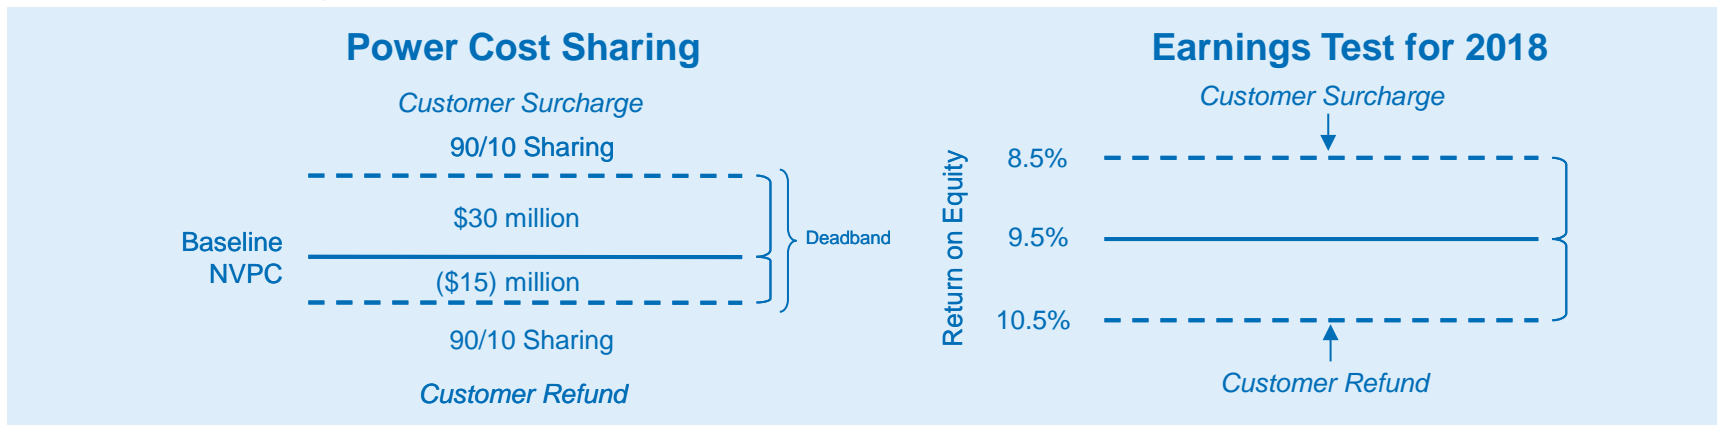 Power Cost Sharing
Customer Surcharge
90/10 Sharing
$30 million
Baseline
NVPC
($15) million
Deadband
90/10 Sharing
Customer Refund
Earnings Test for 2018
Customer Surcharge
Return on Equity
8.5%
9.5%
10.5%
Customer Refund